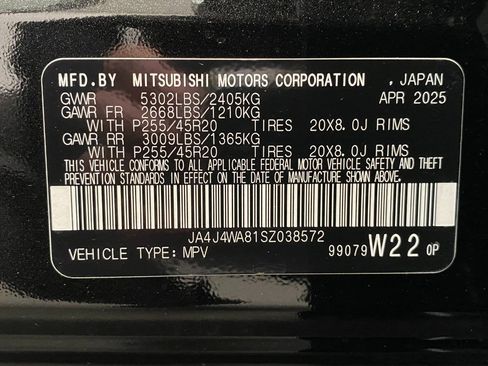 MFD.BY MITSUBISHI MOTORS CORPORATION , JAPAN
GVWR 5302LBS/2405KG APR 2025
GAWR FR 2668LBS/1210KG
WITH P255/45R20 TIRES 20X8.0J RIMS
GAWR RR 3009LBS/1365KG
WITH P255/45R20 TIRES 20X8.0J RIMS
THIS VEHICLE CONFORMS TO ALL APPLICABLE FEDERAL MOTOR VEHICLE SAFETY AND THEFT
PREVENTION STANDARDS IN EFFECT ON THE DATE OF MANUFACTURE SHOWN ABOVE.
JA4J4WA81SZ038572
VEHICLE TYPE: MPV 99079 W22 0P